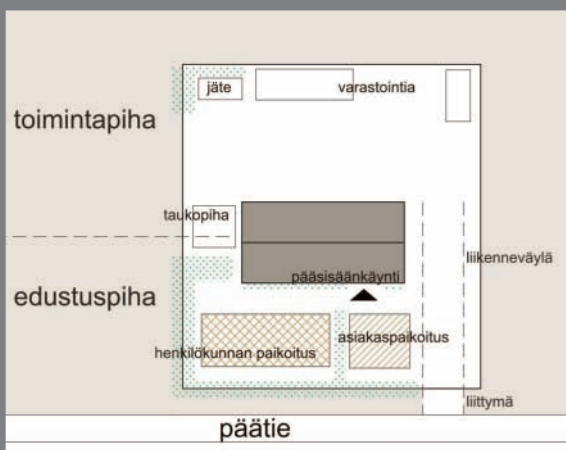 jäte
varastointia
toimintapiha
taukopiha
liikenneväylä
pääsisäänkäynti
edustuspiha
asiakaspaikoitus
henkilökunnan paikoitus
liittymä
päätie